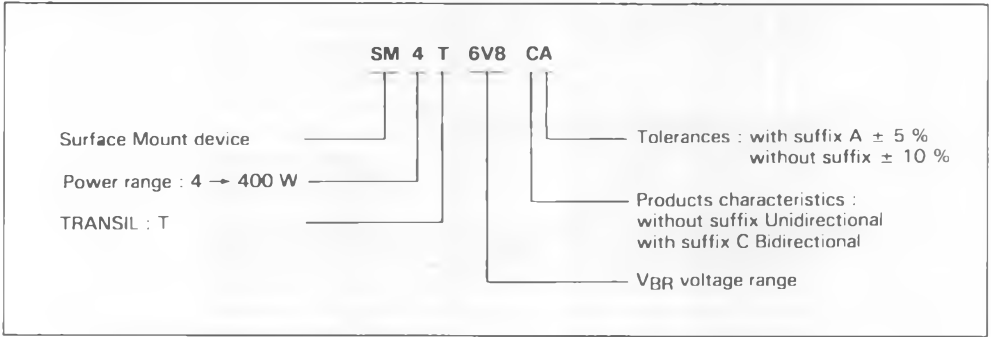 SM 4 T 6V8 CA
Surface Mount device
Power range : 4 → 400 W
TRANSIL : T
Tolerances : with suffix A ± 5 %
without suffix ± 10 %
Products characteristics :
without suffix Unidirectional
with suffix C Bidirectional
VBR voltage range